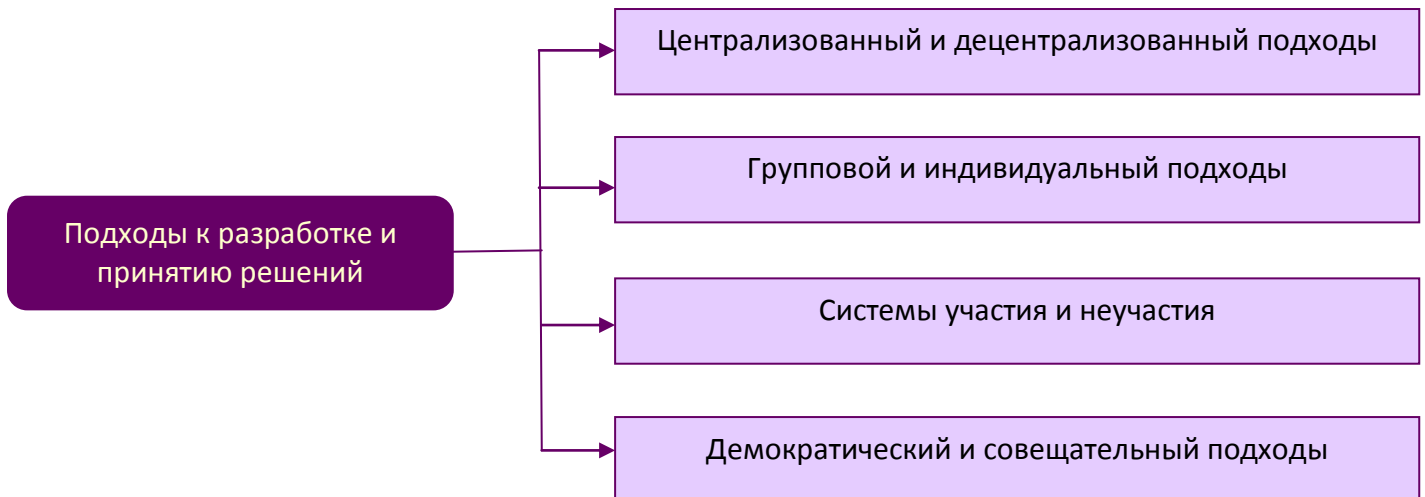 Централизованный и децентрализованный подходы
Групповой и индивидуальный подходы
Подходы к разработке и
принятию решений
Системы участия и неучастия
Демократический и совещательный подходы